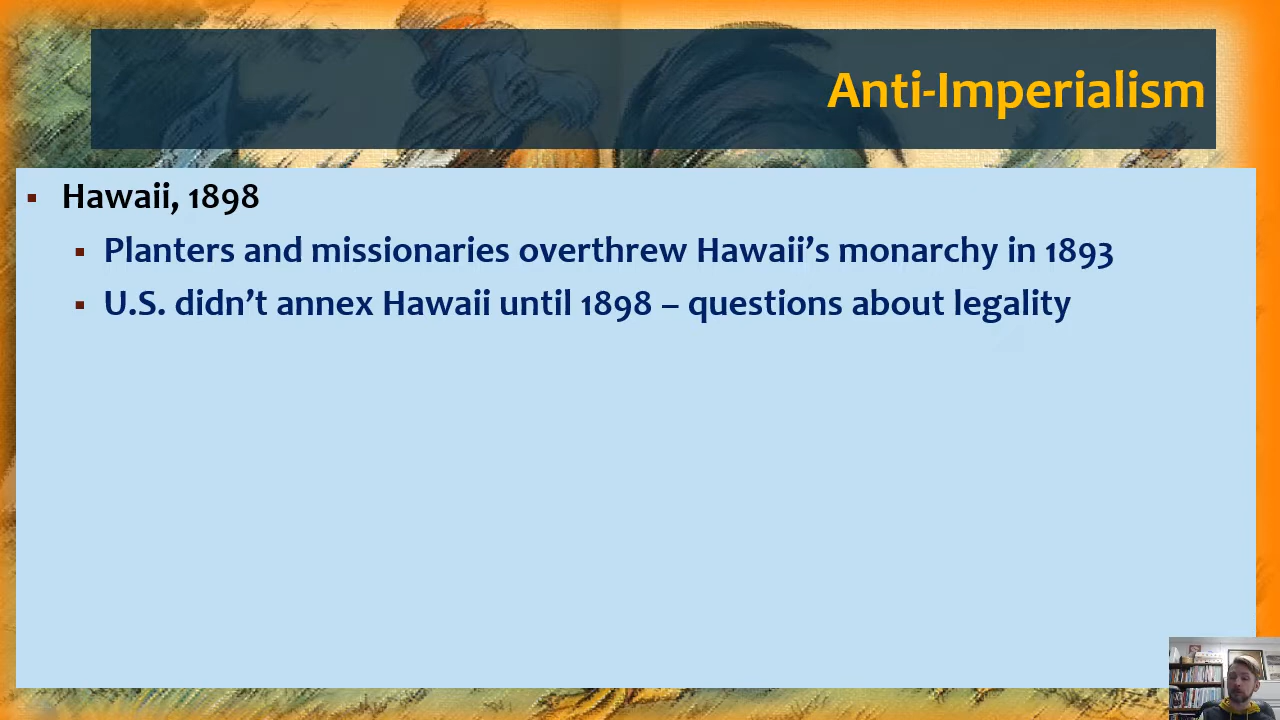 Anti-Imperialism
Hawaii, 1898
Planters and missionaries overthrew Hawaii’s monarchy in 1893
U.S. didn’t annex Hawaii until 1898 – questions about legality